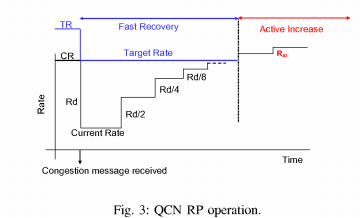 TR
Fast Recovery
Active Increase
CR
Target Rate
R_AI
Rd/8
Rd/4
Rd
Rd/2
Current Rate
Rate
Time
Congestion message received
Fig. 3: QCN RP operation.